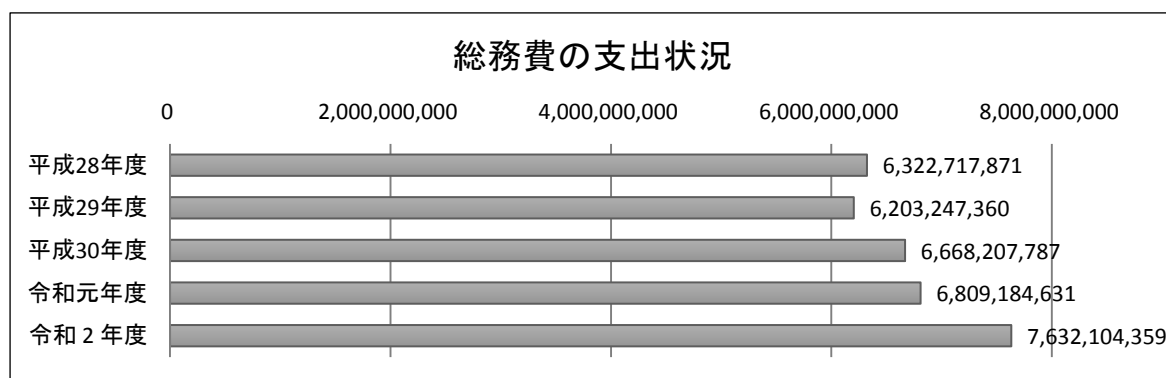 総務費の支出状況
0 2,000,000,000 4,000,000,000 6,000,000,000 8,000,000,000
平成28年度 6,322,717,871
平成29年度 6,203,247,360
平成30年度 6,668,207,787
令和元年度 6,809,184,631
令和２年度 7,632,104,359